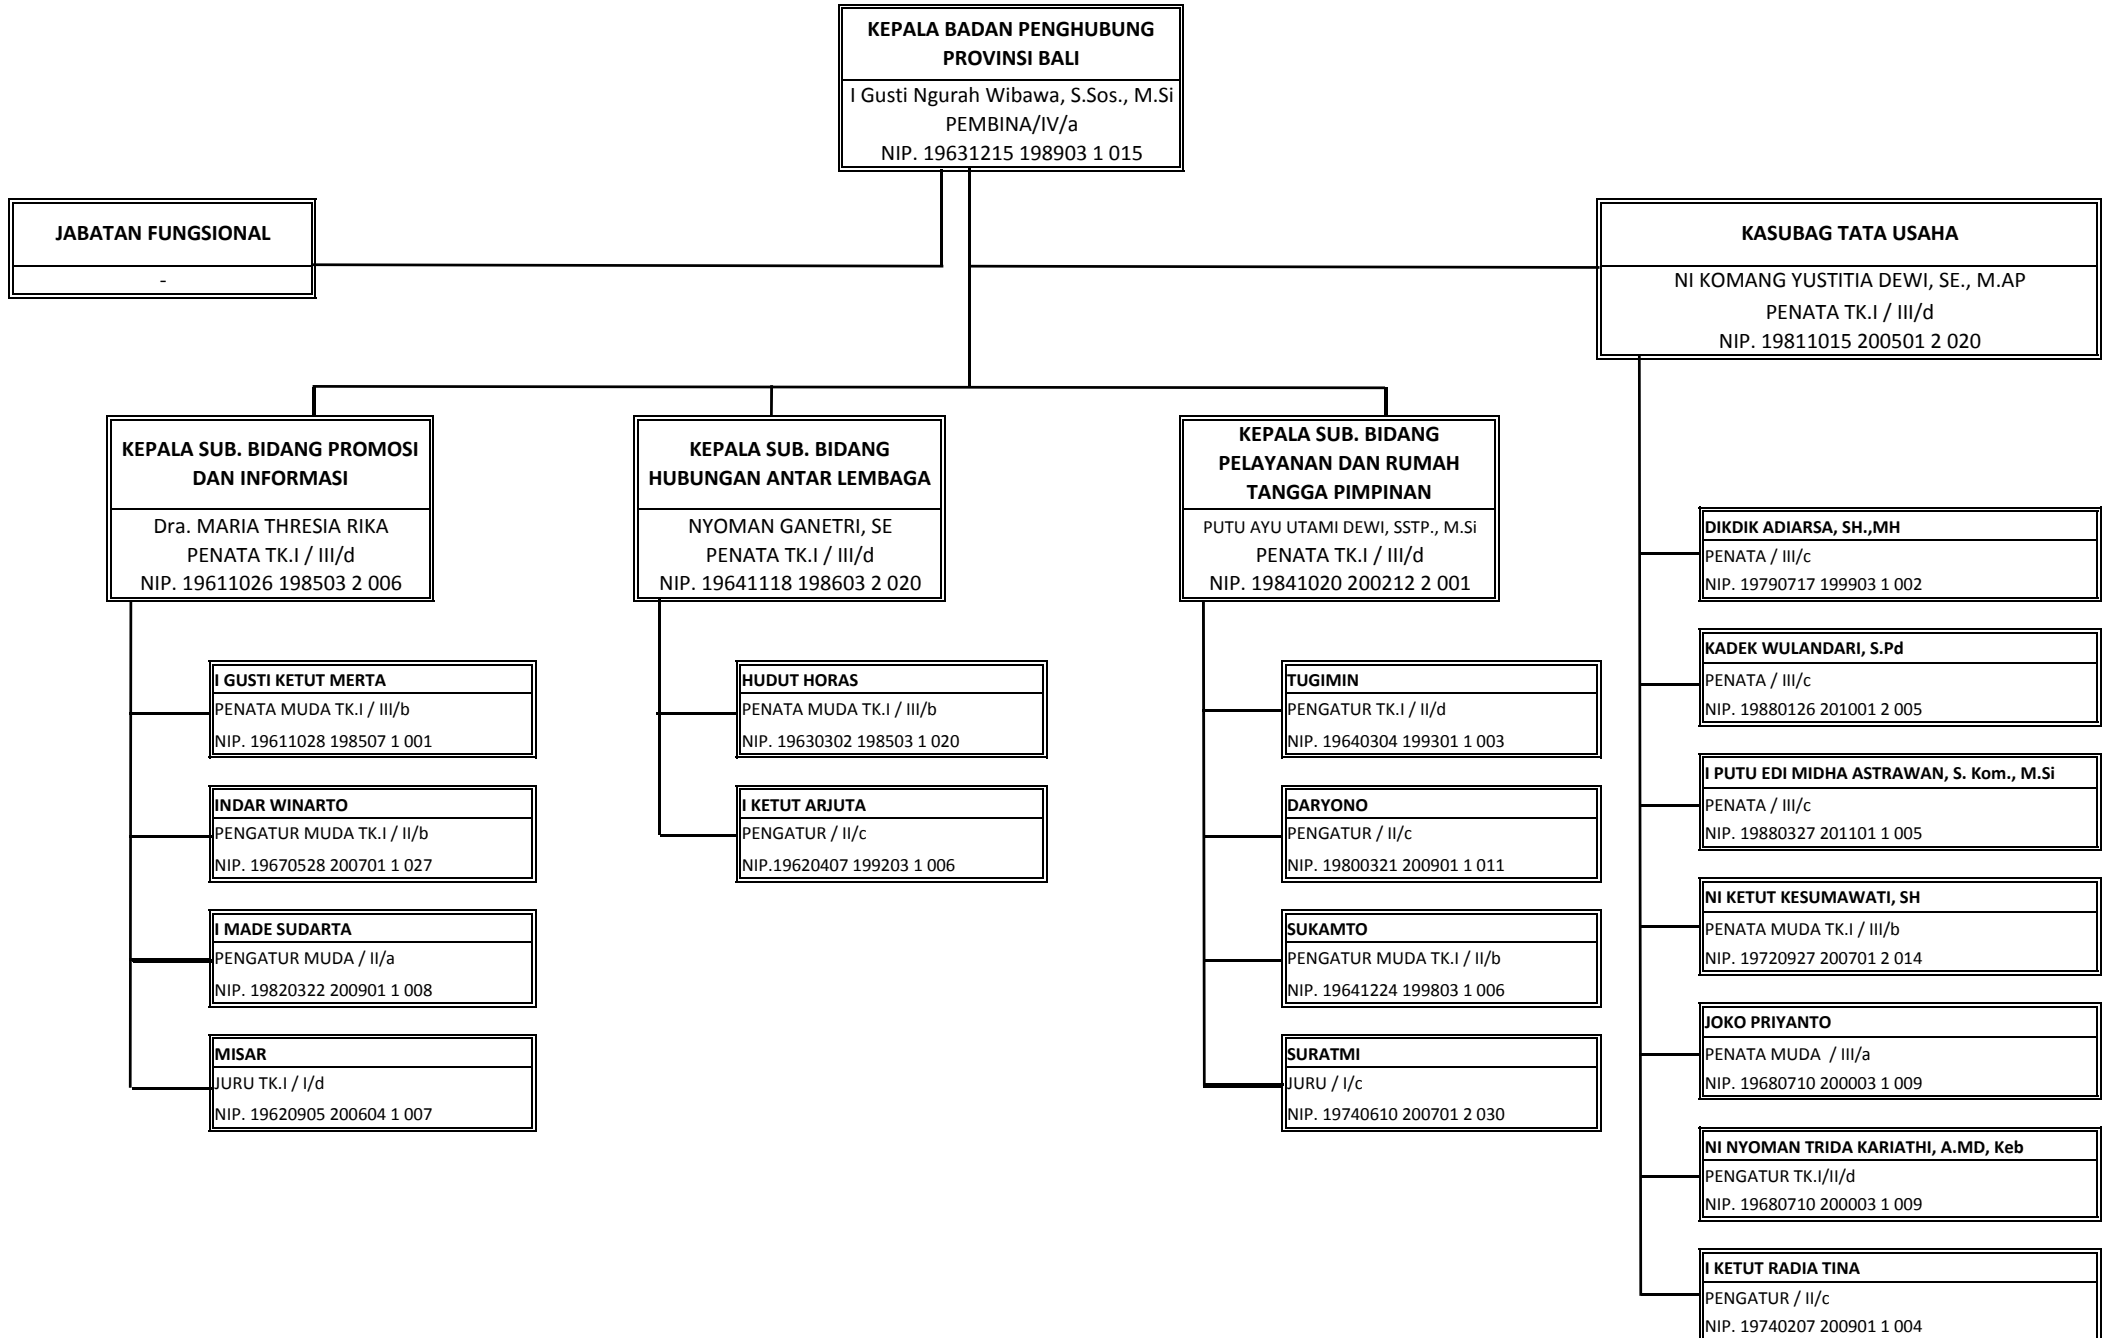 KEPALA BADAN PENGHUBUNG
PROVINSI BALI
I Gusti Ngurah Wibawa, S.Sos., M.Si
PEMBINA/IV/a
NIP. 19631215 198903 1 015
JABATAN FUNGSIONAL
-
KASUBAG TATA USAHA
NI KOMANG YUSTITIA DEWI, SE., M.AP
PENATA TK.I / III/d
NIP. 19811015 200501 2 020
KEPALA SUB. BIDANG PROMOSI
DAN INFORMASI
Dra. MARIA THRESIA RIKA
PENATA TK.I / III/d
NIP. 19611026 198503 2 006
I GUSTI KETUT MERTA
PENATA MUDA TK.I / III/b
NIP. 19611028 198507 1 001
INDAR WINARTO
PENGATUR MUDA TK.I / II/b
NIP. 19670528 200701 1 027
I MADE SUDARTA
PENGATUR MUDA / II/a
NIP. 19820322 200901 1 008
MISAR
JURU TK.I / I/d
NIP. 19620905 200604 1 007
KEPALA SUB. BIDANG
HUBUNGAN ANTAR LEMBAGA
NYOMAN GANETRI, SE
PENATA TK.I / III/d
NIP. 19641118 198603 2 020
HUDUT HORAS
PENATA MUDA TK.I / III/b
NIP. 19630302 198503 1 020
I KETUT ARJUTA
PENGATUR / II/c
NIP.19620407 199203 1 006
KEPALA SUB. BIDANG
PELAYANAN DAN RUMAH
TANGGA PIMPINAN
PUTU AYU UTAMI DEWI, SSTP., M.Si
PENATA TK.I / III/d
NIP. 19841020 200212 2 001
TUGIMIN
PENGATUR TK.I / II/d
NIP. 19640304 199301 1 003
DARYONO
PENGATUR / II/c
NIP. 19800321 200901 1 011
SUKAMTO
PENGATUR MUDA TK.I / II/b
NIP. 19641224 199803 1 006
SURATMI
JURU / I/c
NIP. 19740610 200701 2 030
DIKDIK ADIARSA, SH.,MH
PENATA / III/c
NIP. 19790717 199903 1 002
KADEK WULANDARI, S.Pd
PENATA / III/c
NIP. 19880126 201001 2 005
I PUTU EDI MIDHA ASTRAWAN, S. Kom., M.Si
PENATA / III/c
NIP. 19880327 201101 1 005
NI KETUT KESUMAWATI, SH
PENATA MUDA TK.I / III/b
NIP. 19720927 200701 2 014
JOKO PRIYANTO
PENATA MUDA  / III/a
NIP. 19680710 200003 1 009
NI NYOMAN TRIDA KARIATHI, A.MD, Keb
PENGATUR TK.I/II/d
NIP. 19680710 200003 1 009
I KETUT RADIA TINA
PENGATUR / II/c
NIP. 19740207 200901 1 004